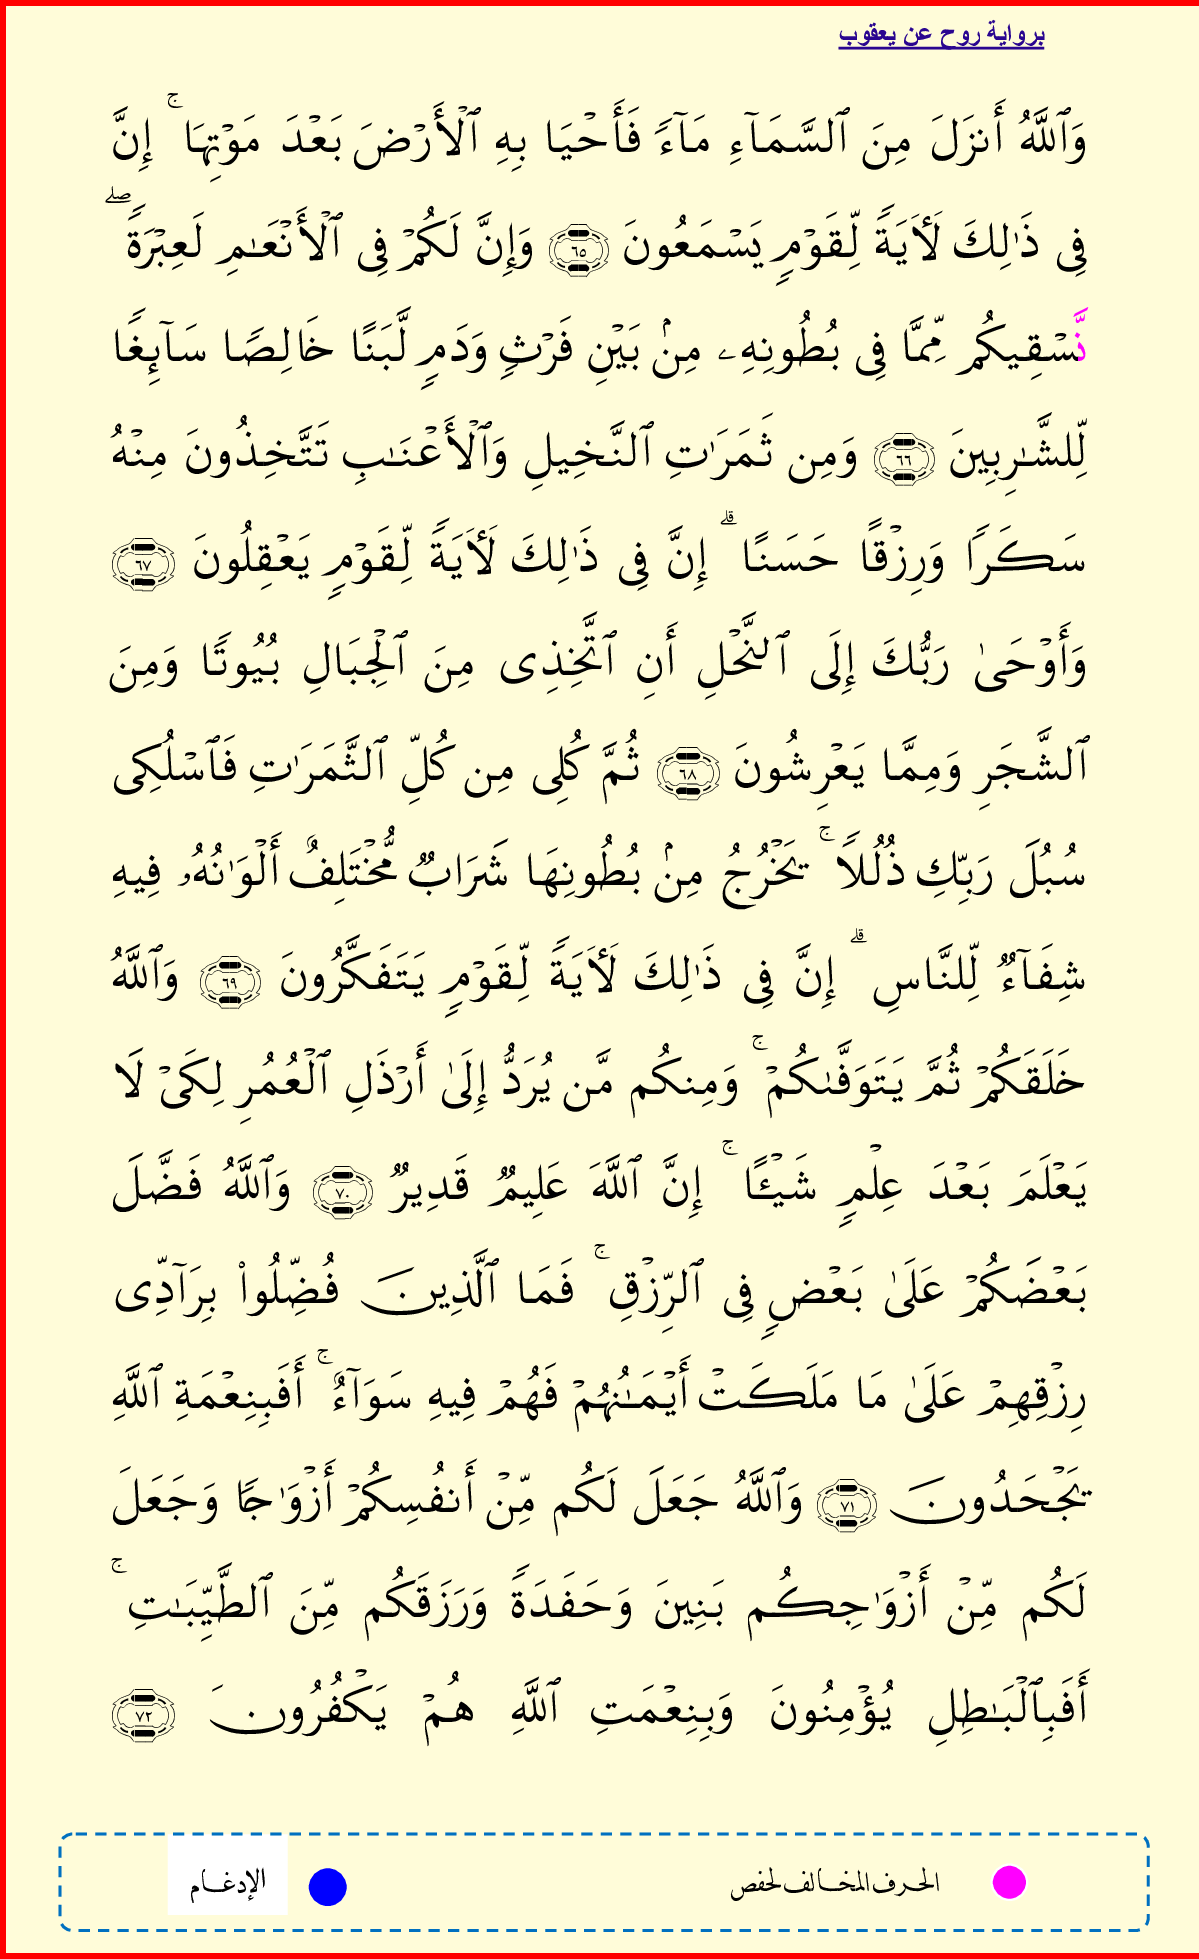 برواية روح عن يعقوب
وَٱللَّهُ أَنزَلَ مِنَ ٱلسَّمَآءِ مَآءً فَأَحۡيَا بِهِ ٱلۡأَرۡضَ بَعۡدَ مَوۡتِهَا ۚ إِنَّ
فِي ذَٰلِكَ لَأٓيَةً لِّقَوۡمٍ يَسۡمَعُونَ ٦٥ وَإِنَّ لَكُمۡ فِي ٱلۡأَنۡعَـٰمِ لَعِبۡرَةً ۖ
نَّسۡقِيكُم مِّمَّا فِي بُطُونِهِۦ مِنۢ بَيۡنِ فَرۡثٍ وَدَمٍ لَّبَنًا خَالِصًا سَآئِغًا
لِّلشَّـٰرِبِينَ ٦٦ وَمِن ثَمَرَٰتِ ٱلنَّخِيلِ وَٱلۡأَعۡنَـٰبِ تَتَّخِذُونَ مِنۡهُ
سَكَرًا وَرِزۡقًا حَسَنًا ۗ إِنَّ فِي ذَٰلِكَ لَأٓيَةً لِّقَوۡمٍ يَعۡقِلُونَ ٦٧
وَأَوۡحَىٰ رَبُّكَ إِلَى ٱلنَّحۡلِ أَنِ ٱتَّخِذِى مِنَ ٱلۡجِبَالِ بُيُوتًا وَمِنَ
ٱلشَّجَرِ وَمِمَّا يَعۡرِشُونَ ٦٨ ثُمَّ كُلِى مِن كُلِّ ٱلثَّمَرَٰتِ فَٱسۡلُكِى
سُبُلَ رَبِّكِ ذُلُلًا ۚ يَخۡرُجُ مِنۢ بُطُونِهَا شَرَابٌ مُّخۡتَلِفٌ أَلۡوَٰنُهُۥ فِيهِ
شِفَآءٌ لِّلنَّاسِ ۗ إِنَّ فِي ذَٰلِكَ لَأٓيَةً لِّقَوۡمٍ يَتَفَكَّرُونَ ٦٩ وَٱللَّهُ
خَلَقَكُمۡ ثُمَّ يَتَوَفَّىٰكُمۡ ۚ وَمِنكُم مَّن يُرَدُّ إِلَىٰ أَرۡذَلِ ٱلۡعُمُرِ لِكَىۡ لَا
يَعۡلَمَ بَعۡدَ عِلۡمٍ شَيۡـًٔا ۚ إِنَّ ٱللَّهَ عَلِيمٌ قَدِيرٌ ٧٠ وَٱللَّهُ فَضَّلَ
بَعۡضَكُمۡ عَلَىٰ بَعۡضٍ فِي ٱلرِّزۡقِ ۚ فَمَا ٱلَّذِينَ فُضِّلُواْ بِرَآدِّى
رِزۡقِهِمۡ عَلَىٰ مَا مَلَكَتۡ أَيۡمَـٰنُهُمۡ فَهُمۡ فِيهِ سَوَآءٌ ۚ أَفَبِنِعۡمَةِ ٱللَّهِ
يَجۡحَدُونَ ٧١ وَٱللَّهُ جَعَلَ لَكُم مِّنۡ أَنفُسِكُمۡ أَزۡوَٰجًا وَجَعَلَ
لَكُم مِّنۡ أَزۡوَٰجِكُم بَنِينَ وَحَفَدَةً وَرَزَقَكُم مِّنَ ٱلطَّيِّبَـٰتِ ۚ
أَفَبِٱلۡبَـٰطِلِ يُؤۡمِنُونَ وَبِنِعۡمَتِ ٱللَّهِ هُمۡ يَكۡفُرُونَ ٧٢
الحرف المخالف لحفص
الإدغام